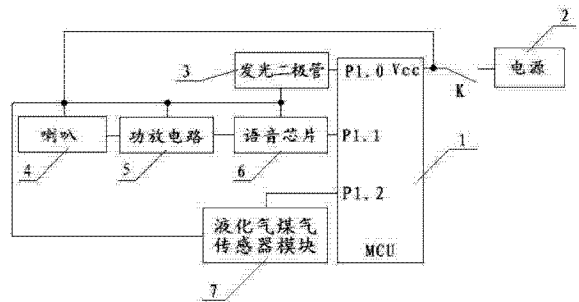 2
3
发光二极管
P1.0 Vcc
电源
K
喇叭
功放电路
语音芯片
P1.1
1
4
5
6
P1.2
液化气煤气
传感器模块
MCU
7